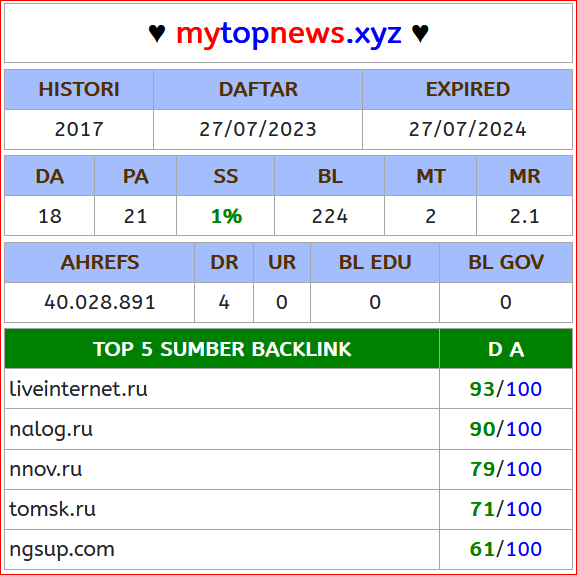 ♥ mytopnews.xyz ♥
HISTORI DAFTAR EXPIRED
2017 27/07/2023 27/07/2024
DA PA SS BL MT MR
18 21 1% 224 2 2.1
AHREFS DR UR BL EDU BL GOV
40.028.891 4 0 0 0
TOP 5 SUMBER BACKLINK D A
liveinternet.ru 93/100
nalog.ru 90/100
nnov.ru 79/100
tomsk.ru 71/100
ngsup.com 61/100